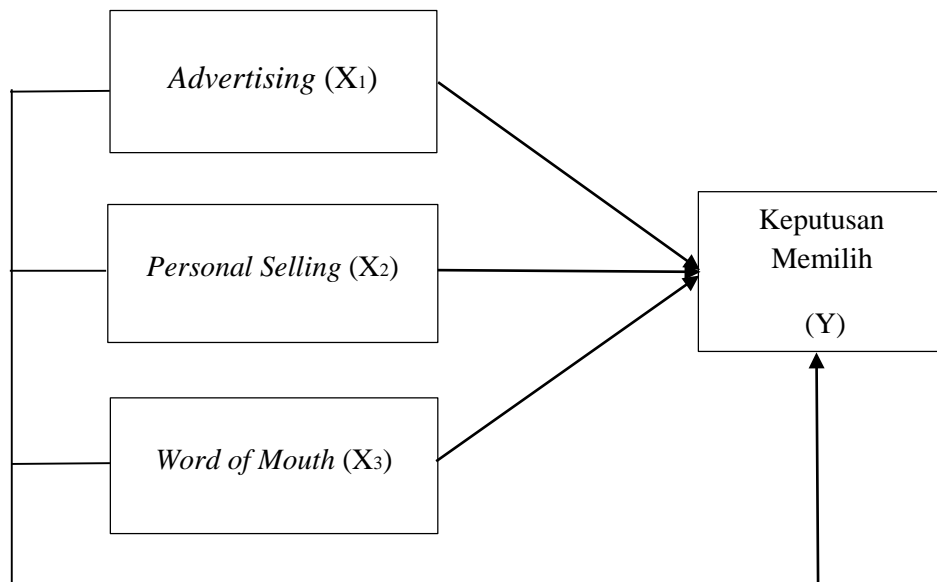 Advertising (X1)
Personal Selling (X2)
Word of Mouth (X3)
Keputusan
Memilih
(Y)